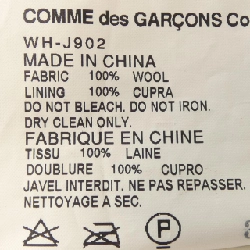 COMME des GARÇONS Co
WH-J902
MADE IN CHINA
FABRIC 100% WOOL
LINING 100% CUPRA
DO NOT BLEACH. DO NOT IRON.
DRY CLEAN ONLY.
FABRIQUE EN CHINE
TISSU 100% LAINE
DOUBLURE 100% CUPRO
JAVEL INTERDIT. NE PAS REPASSER.
NETTOYAGE A SEC.
P